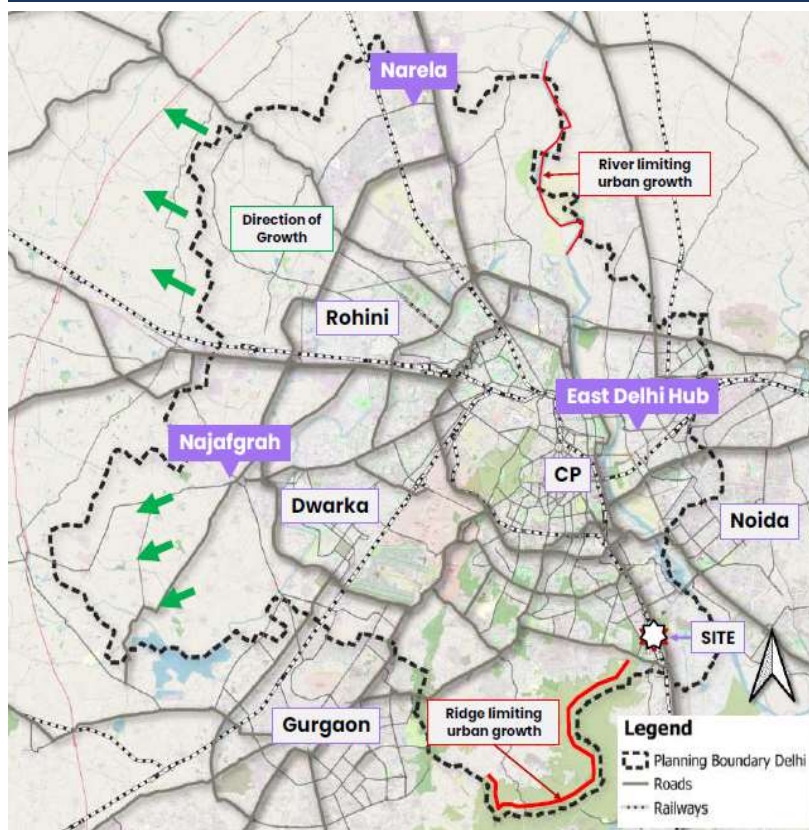 Narela
River limiting
urban growth
Direction of
Growth
Rohini
East Delhi Hub
Najafgrah
CP
Dwarka
Noida
SITE
Ridge limiting
urban growth
Gurgaon
Legend
Planning Boundary Delhi
Roads
Railways